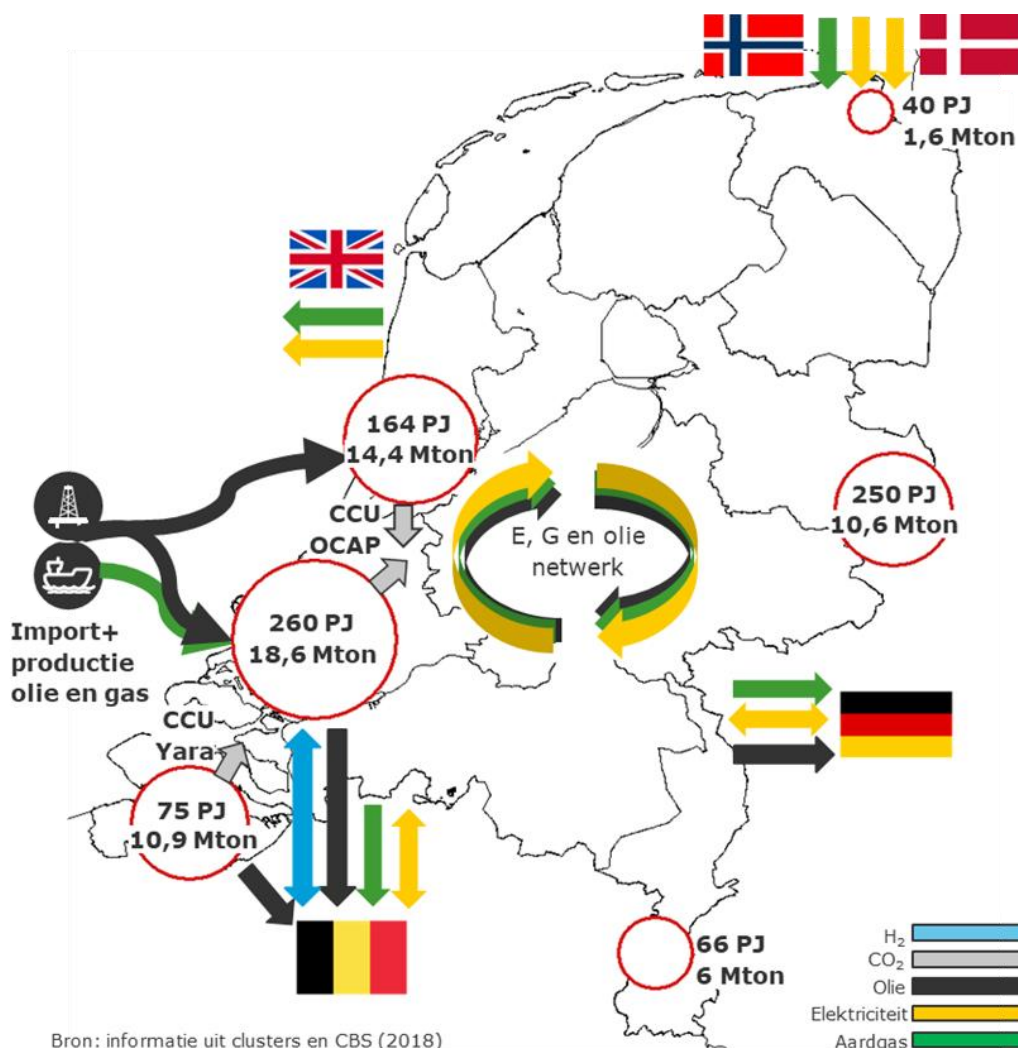 40 PJ
1,6 Mton
164 PJ
14,4 Mton
CCU
OCAP
E, G en olie
netwerk
250 PJ
10,6 Mton
Import+
productie
olie en gas
260 PJ
18,6 Mton
CCU
Yara
75 PJ
10,9 Mton
66 PJ
6 Mton
H₂
CO₂
Olie
Elektriciteit
Aardgas
Bron: informatie uit clusters en CBS (2018)